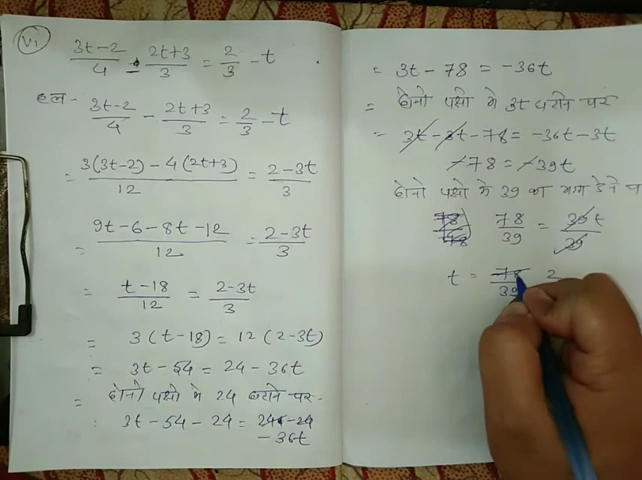 VI
(3t-2)/4 - (2t+3)/3 = 2/3 - t
हल - (3t-2)/4 - (2t+3)/3 = 2/3 - t
= (3(3t-2) - 4(2t+3))/12 = (2-3t)/3
= (9t-6-8t-12)/12 = (2-3t)/3
= (t-18)/12 = (2-3t)/3
= 3(t-18) = 12(2-3t)
= 3t-54 = 24-36t
= दोनो पक्षो मे 24 घटाने पर
: 3t-54-24 = 24-24
-36t
= 3t-78 = -36t
= दोनो पक्षो मे 3t घटाने पर
= 3t-3t-78 = -36t-3t
-78 = -39t
दोनो पक्षो मे 39 का भाग देने प
78/39 = 39t/39
t = 78/39 2